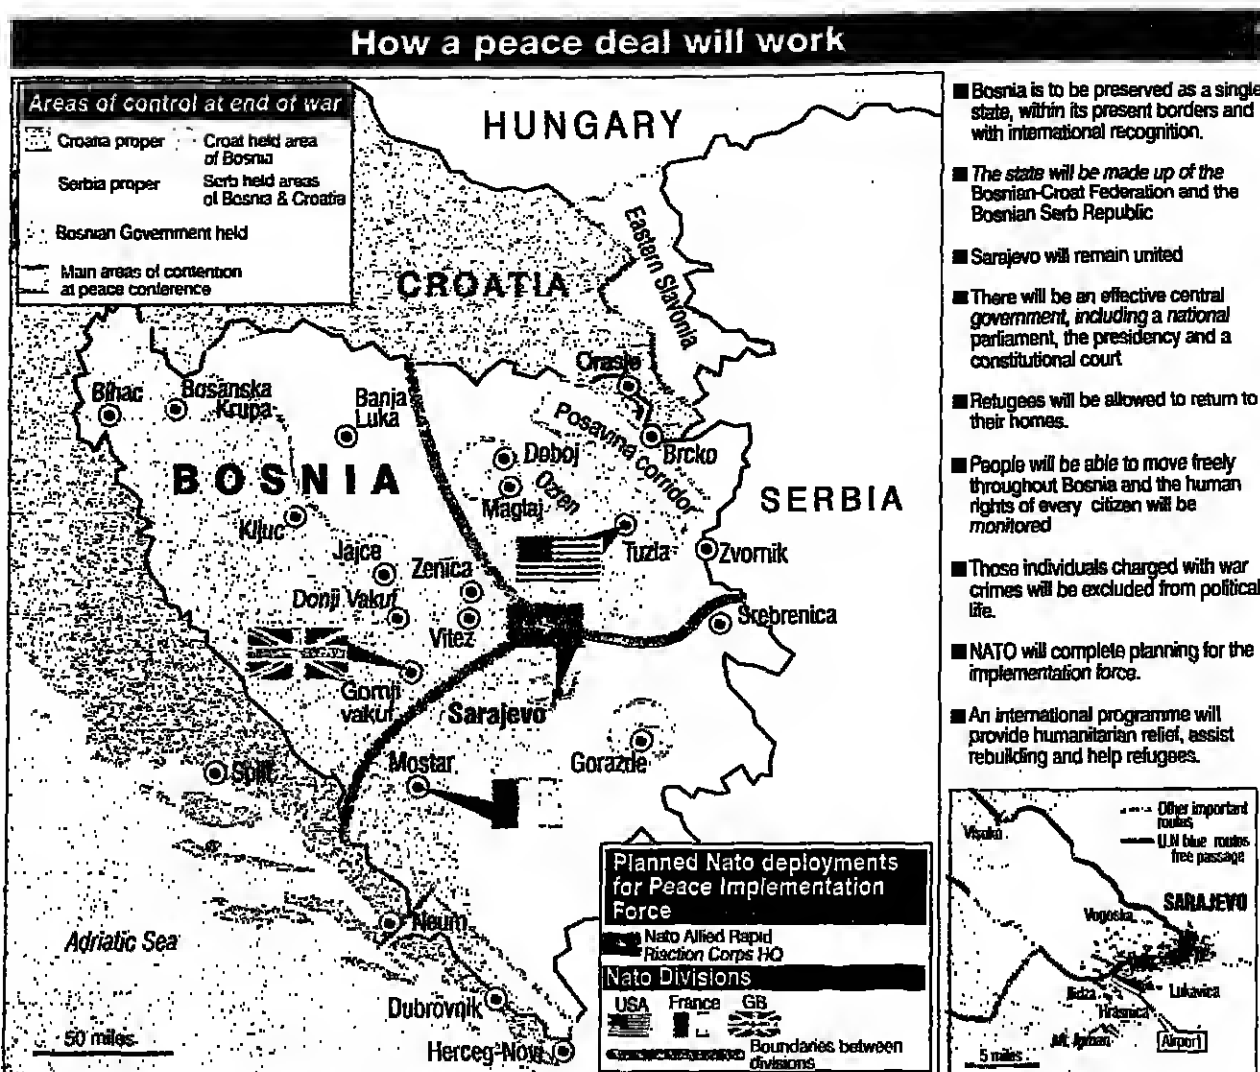 How a peace deal will work
Areas of control at end of war
Croatia proper
Croat held area
of Bosnia
Serbia proper
Serb held areas
of Bosnia & Croatia
Bosnian Government held
Main areas of contention
at peace conference
HUNGARY
CROATIA
Eastern Slavonia
Orasje
Bihac
Bosanska
Krupa
Banja
Luka
Posavina corridor
Doboj
Ozren
Brcko
BOSNIA
SERBIA
Maglaj
Kljuc
Tuzla
Zvornik
Jajce
Zenica
Donji Vakuf
Vitez
Srebrenica
Gornji
vakuf
Sarajevo
Split
Mostar
Gorazde
Neum
Adriatic Sea
Dubrovnik
Herceg-Novi
50 miles
Planned Nato deployments
for Peace Implementation
Force
Nato Allied Rapid
Riaction Corps HQ
Nato Divisions
USA France GB
Boundaries between
divisions
■ Bosnia is to be preserved as a single
state, within its present borders and
with international recognition.
■ The state will be made up of the
Bosnian-Croat Federation and the
Bosnian Serb Republic
■ Sarajevo will remain united
■ There will be an effective central
government, including a national
parliament, the presidency and a
constitutional court
■ Refugees will be allowed to return to
their homes.
■ People will be able to move freely
throughout Bosnia and the human
rights of every citizen will be
monitored
■ Those individuals charged with war
crimes will be excluded from political
life.
■ NATO will complete planning for the
implementation force.
■ An international programme will
provide humanitarian relief, assist
rebuilding and help refugees.
Other important
routes
U.N blue routes
free passage
Visoko
SARAJEVO
Vogoska
Ilidza
Lukavica
Hrasnica
Mt. Igman
Airport
5 miles